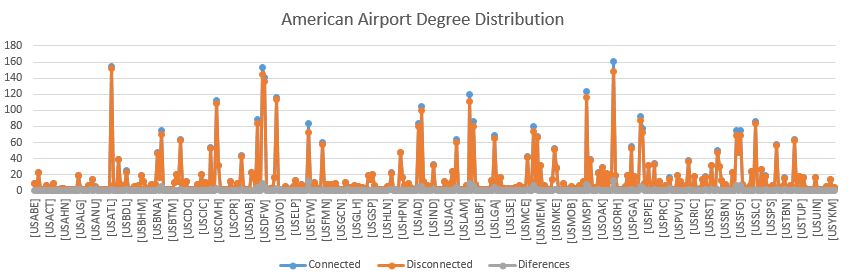 American Airport Degree Distribution
180
160
140
120
100
80
60
40
20
0
[USABE]
[USACT]
[USAHN]
[USALG]
[USANU]
[USATL]
[USBDL]
[USBHM]
[USBNA]
[USBTM]
[USCDC]
[USCIC]
[USCMH]
[USCPR]
[USDAB]
[USDFW]
[USDVO]
[USELP]
[USEYW]
[USFMN]
[USGCN]
[USGLH]
[USGSP]
[USHLN]
[USHPN]
[USIAD]
[USIND]
[USJAC]
[USLAM]
[USLBF]
[USLGA]
[USLSE]
[USMCE]
[USMEM]
[USMKE]
[USMOB]
[USMSP]
[USOAK]
[USORH]
[USPGA]
[USPIE]
[USPRC]
[USPVU]
[USRIC]
[USRST]
[USSBN]
[USSFO]
[USSLC]
[USSPS]
[USTBN]
[USTUP]
[USUIN]
[USYKM]
Connected Disconnected Diferences